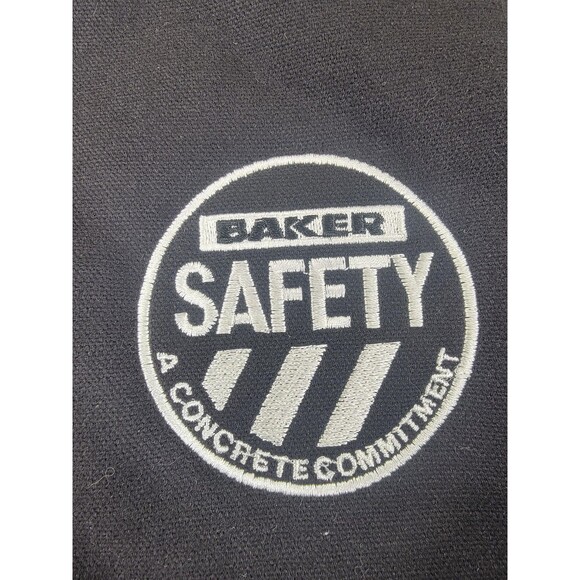 BAKER
SAFETY
A CONCRETE COMMITMENT